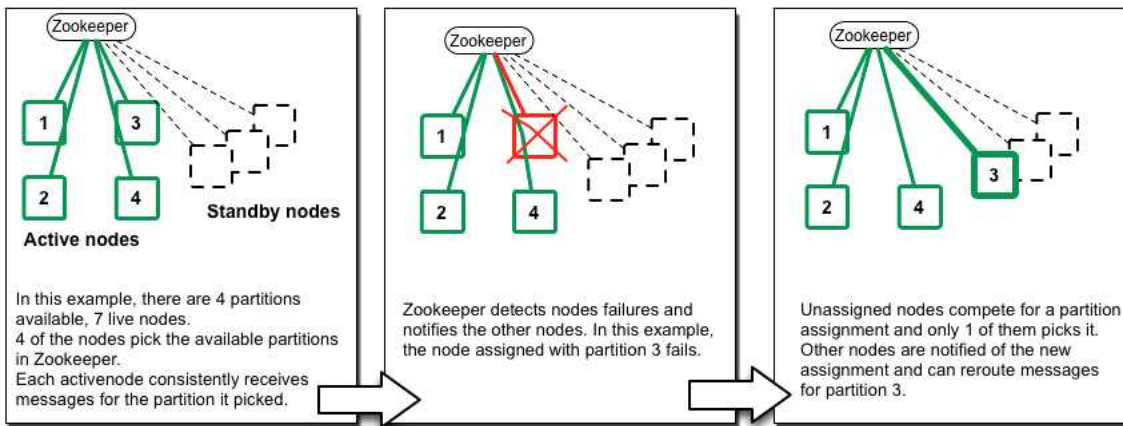 Zookeeper
1
3
2
4
Standby nodes
Active nodes
In this example, there are 4 partitions
available, 7 live nodes.
4 of the nodes pick the available partitions
in Zookeeper.
Each activenode consistently receives
messages for the partition it picked.
Zookeeper
1
2
4
Zookeeper detects nodes failures and
notifies the other nodes. In this example,
the node assigned with partition 3 fails.
Zookeeper
1
3
2
4
Unassigned nodes compete for a partition
assignment and only 1 of them picks it.
Other nodes are notified of the new
assignment and can reroute messages
for partition 3.